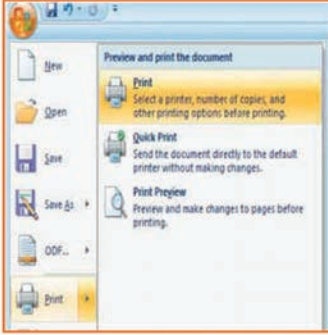 New
Open
Save
Save As
ODF...
Print
Preview and print the document
Print
Select a printer, number of copies, and
other printing options before printing.
Quick Print
Send the document directly to the default
printer without making changes.
Print Preview
Preview and make changes to pages before
printing.